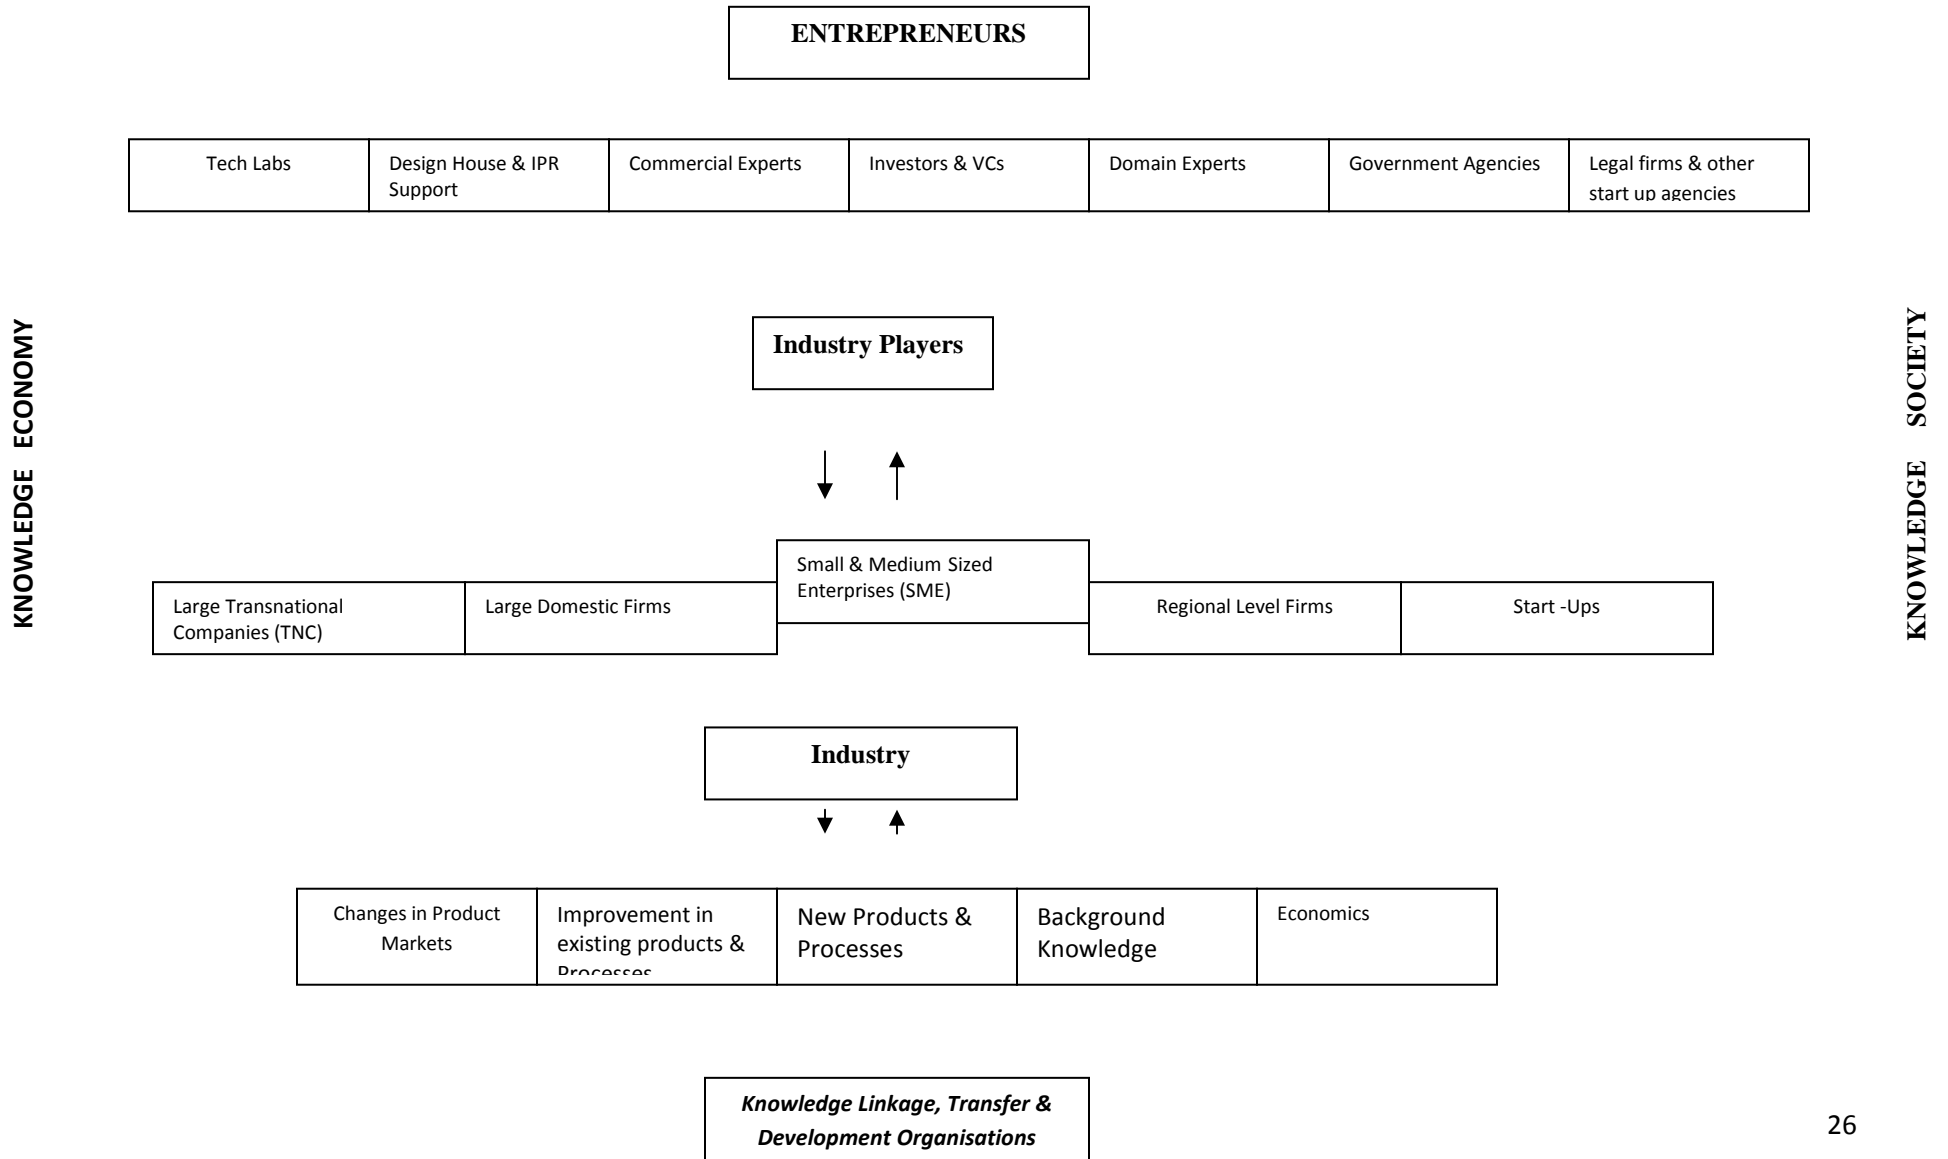 ENTREPRENEURS
Tech Labs
Design House & IPR
Support
Commercial Experts
Investors & VCs
Domain Experts
Government Agencies
Legal firms & other
start up agencies
KNOWLEDGE ECONOMY
KNOWLEDGE SOCIETY
Industry Players
Large Transnational
Companies (TNC)
Large Domestic Firms
Small & Medium Sized
Enterprises (SME)
Regional Level Firms
Start -Ups
Industry
Changes in Product
Markets
Improvement in
existing products &
Processes
New Products &
Processes
Background
Knowledge
Economics
Knowledge Linkage, Transfer &
Development Organisations
26